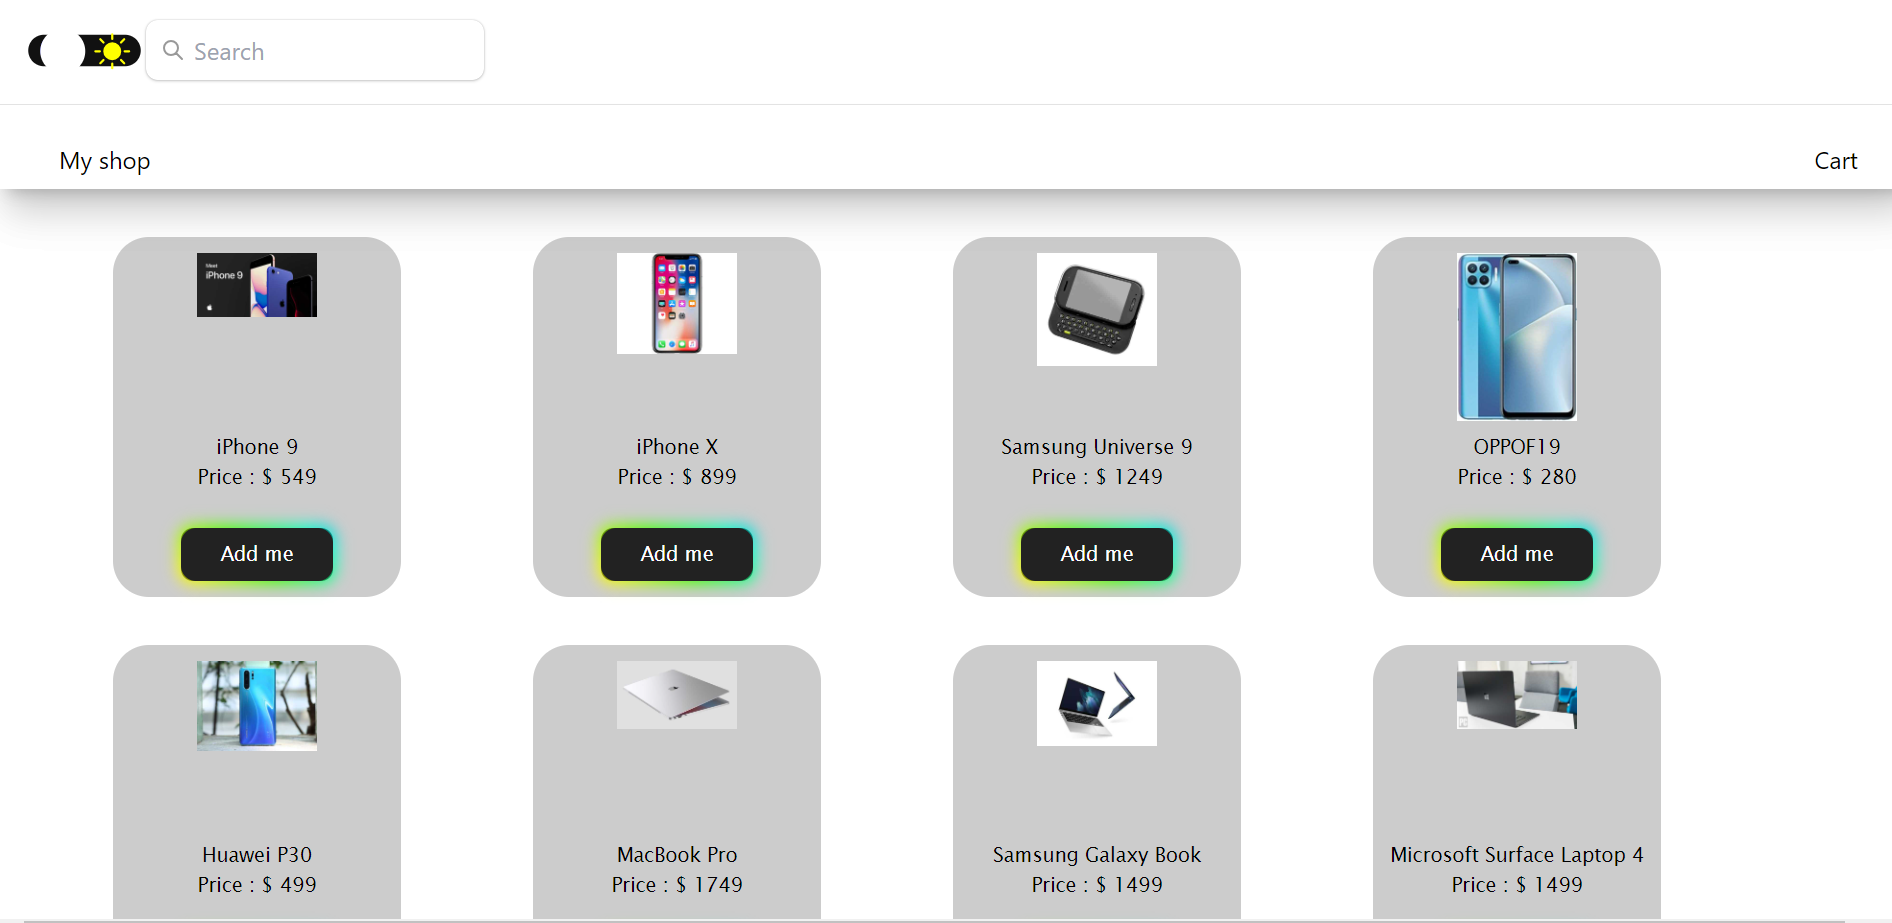 Search
My shop
Cart
Meet
iPhone 9
iPhone 9
Price : $ 549
Add me
iPhone X
Price : $ 899
Add me
Samsung Universe 9
Price : $ 1249
Add me
OPPOF19
Price : $ 280
Add me
Huawei P30
Price : $ 499
MacBook Pro
Price : $ 1749
Samsung Galaxy Book
Price : $ 1499
Microsoft Surface Laptop 4
Price : $ 1499